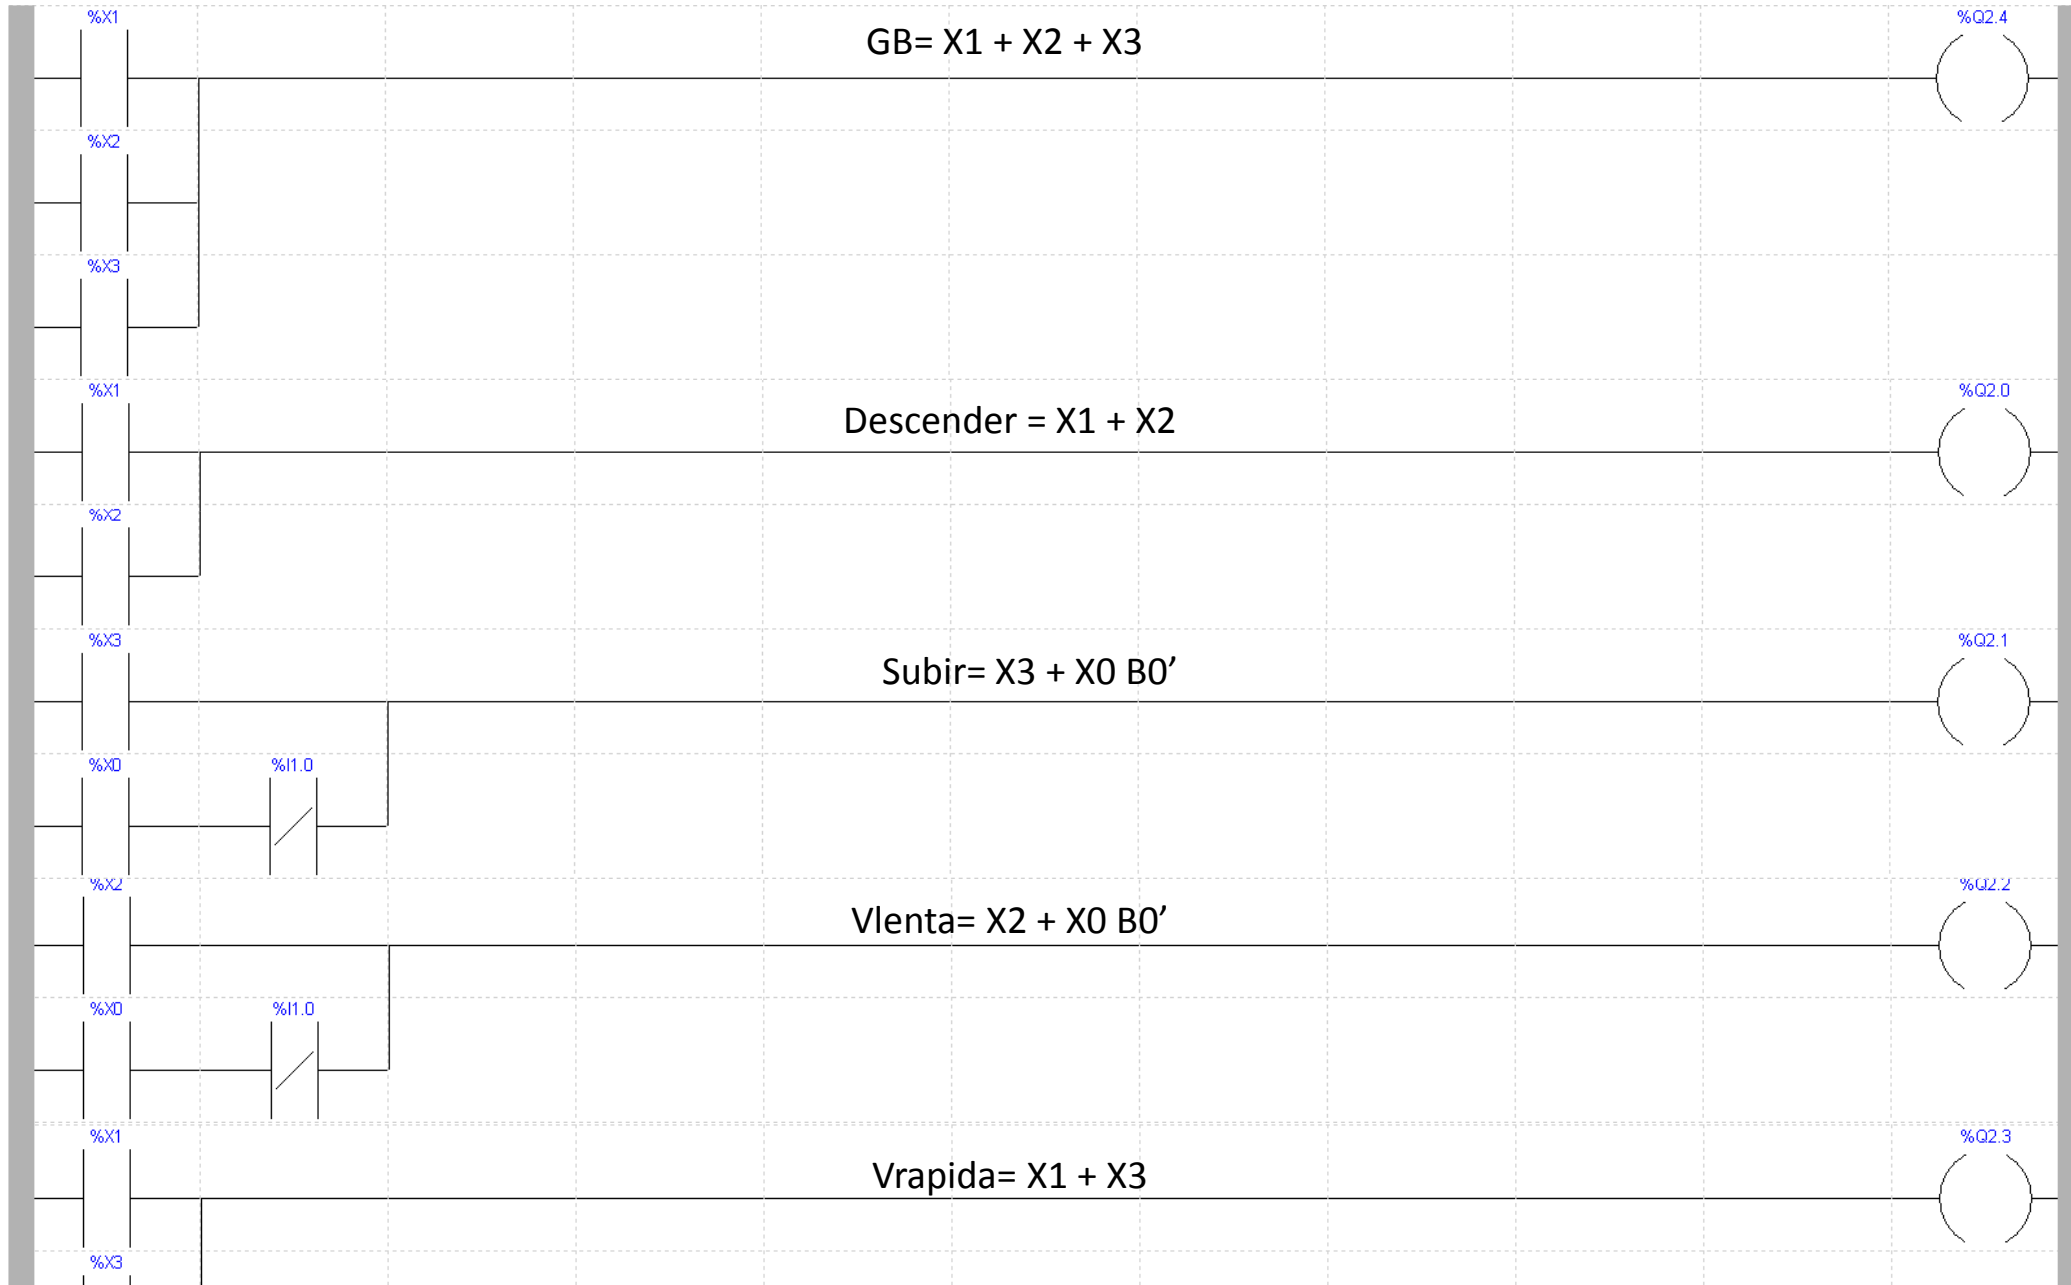 %X1
%Q2.4
GB= X1 + X2 + X3
%X2
%X3
%X1
%Q2.0
Descender = X1 + X2
%X2
%X3
%Q2.1
Subir= X3 + X0 B0’
%X0 %I1.0
%X2
%Q2.2
Vlenta= X2 + X0 B0’
%X0 %I1.0
%X1
%Q2.3
Vrapida= X1 + X3
%X3